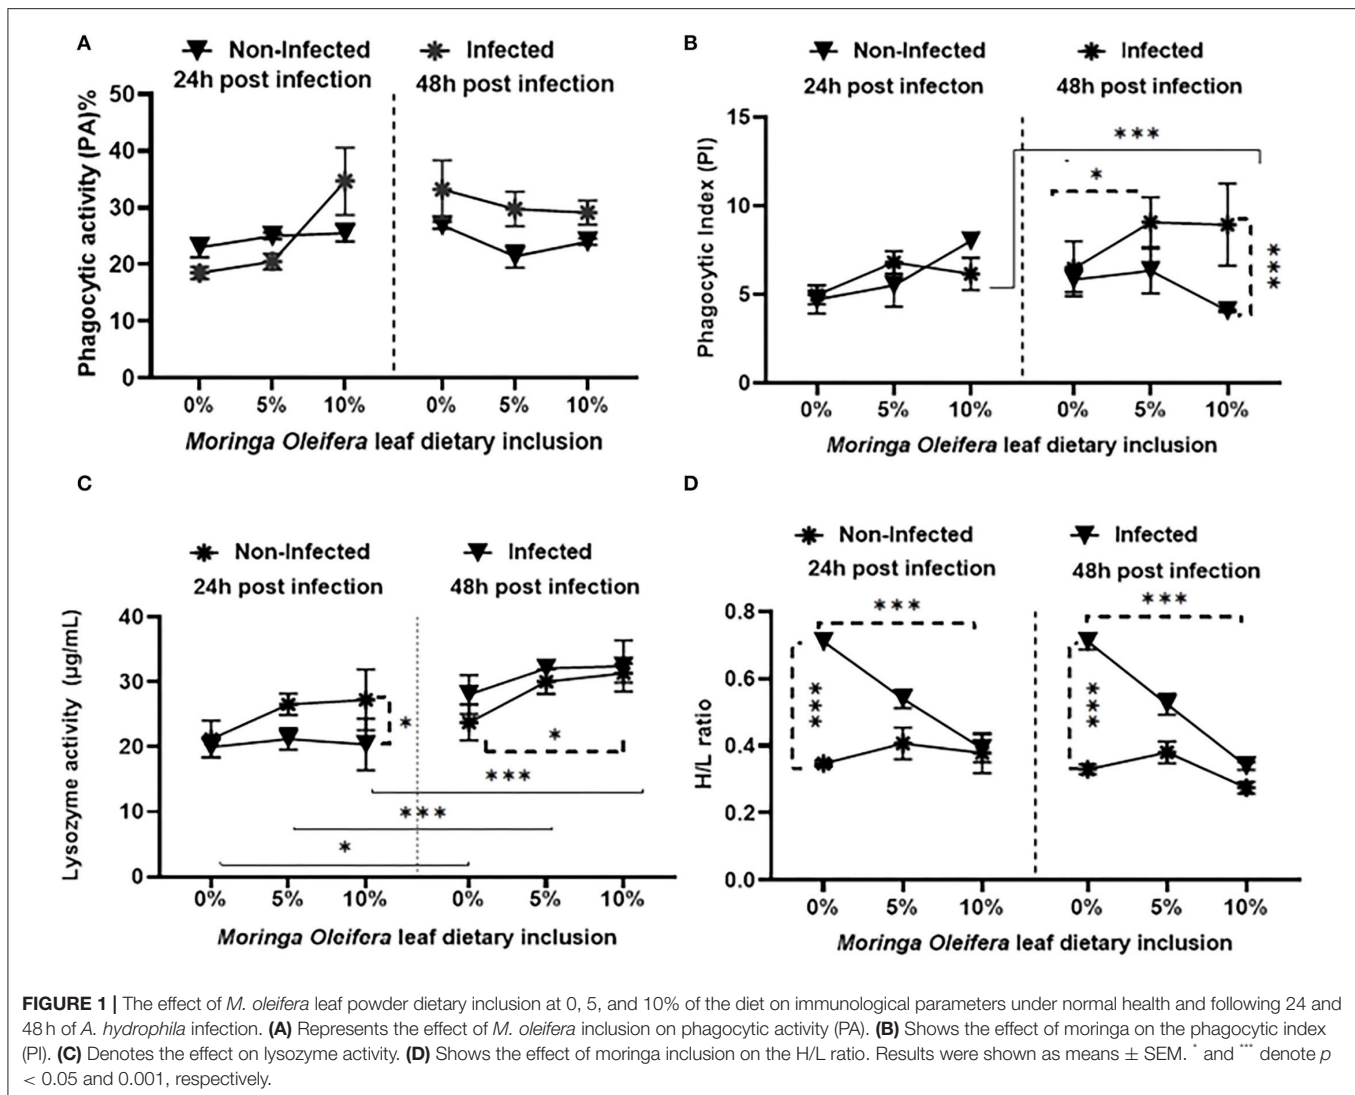 A
Non-Infected Infected
24h post infection 48h post infection
Phagocytic activity (PA)%
50
40
30
20
10
0
0% 5% 10% 0% 5% 10%
Moringa Oleifera leaf dietary inclusion
B
Non-Infected Infected
24h post infecton 48h post infection
Phagocytic Index (PI)
15
10
5
0
***
*
***
0% 5% 10% 0% 5% 10%
Moringa Oleifera leaf dietary inclusion
C
Non-Infected Infected
24h post infection 48h post infection
Lysozyme activity (µg/mL)
40
30
20
10
0
*
*
***
***
*
0% 5% 10% 0% 5% 10%
Moringa Oleifera leaf dietary inclusion
D
Non-Infected Infected
24h post infection 48h post infection
H/L ratio
0.8
0.6
0.4
0.2
0.0
***
***
***
***
0% 5% 10% 0% 5% 10%
Moringa Oleifera leaf dietary inclusion
FIGURE 1 | The effect of M. oleifera leaf powder dietary inclusion at 0, 5, and 10% of the diet on immunological parameters under normal health and following 24 and
48 h of A. hydrophila infection. (A) Represents the effect of M. oleifera inclusion on phagocytic activity (PA). (B) Shows the effect of moringa on the phagocytic index
(PI). (C) Denotes the effect on lysozyme activity. (D) Shows the effect of moringa inclusion on the H/L ratio. Results were shown as means ± SEM. * and *** denote p
< 0.05 and 0.001, respectively.